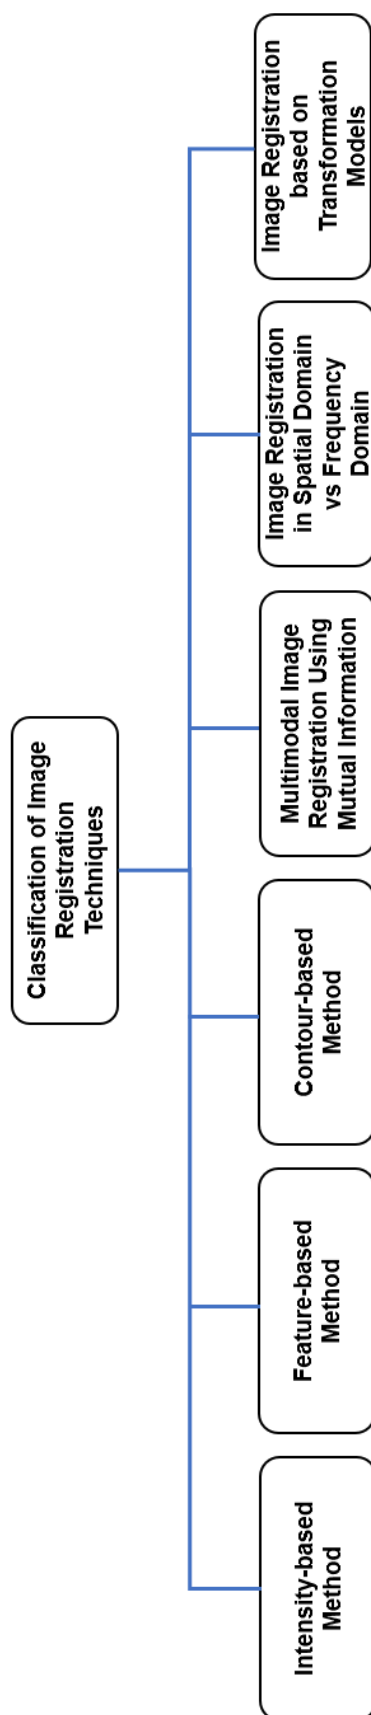 Classification of Image
Registration
Techniques
Intensity-based
Method
Feature-based
Method
Contour-based
Method
Multimodal Image
Registration Using
Mutual Information
Image Registration
in Spatial Domain
vs Frequency
Domain
Image Registration
based on
Transformation
Models